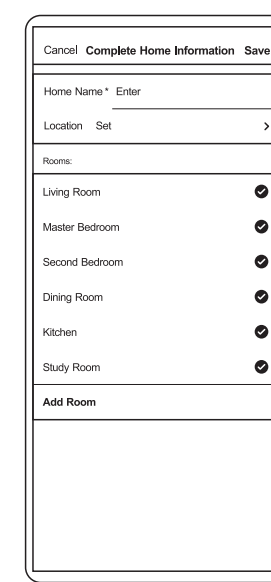 Cancel Complete Home Information Save
Home Name* Enter
Location Set
Rooms:
Living Room
Master Bedroom
Second Bedroom
Dining Room
Kitchen
Study Room
Add Room